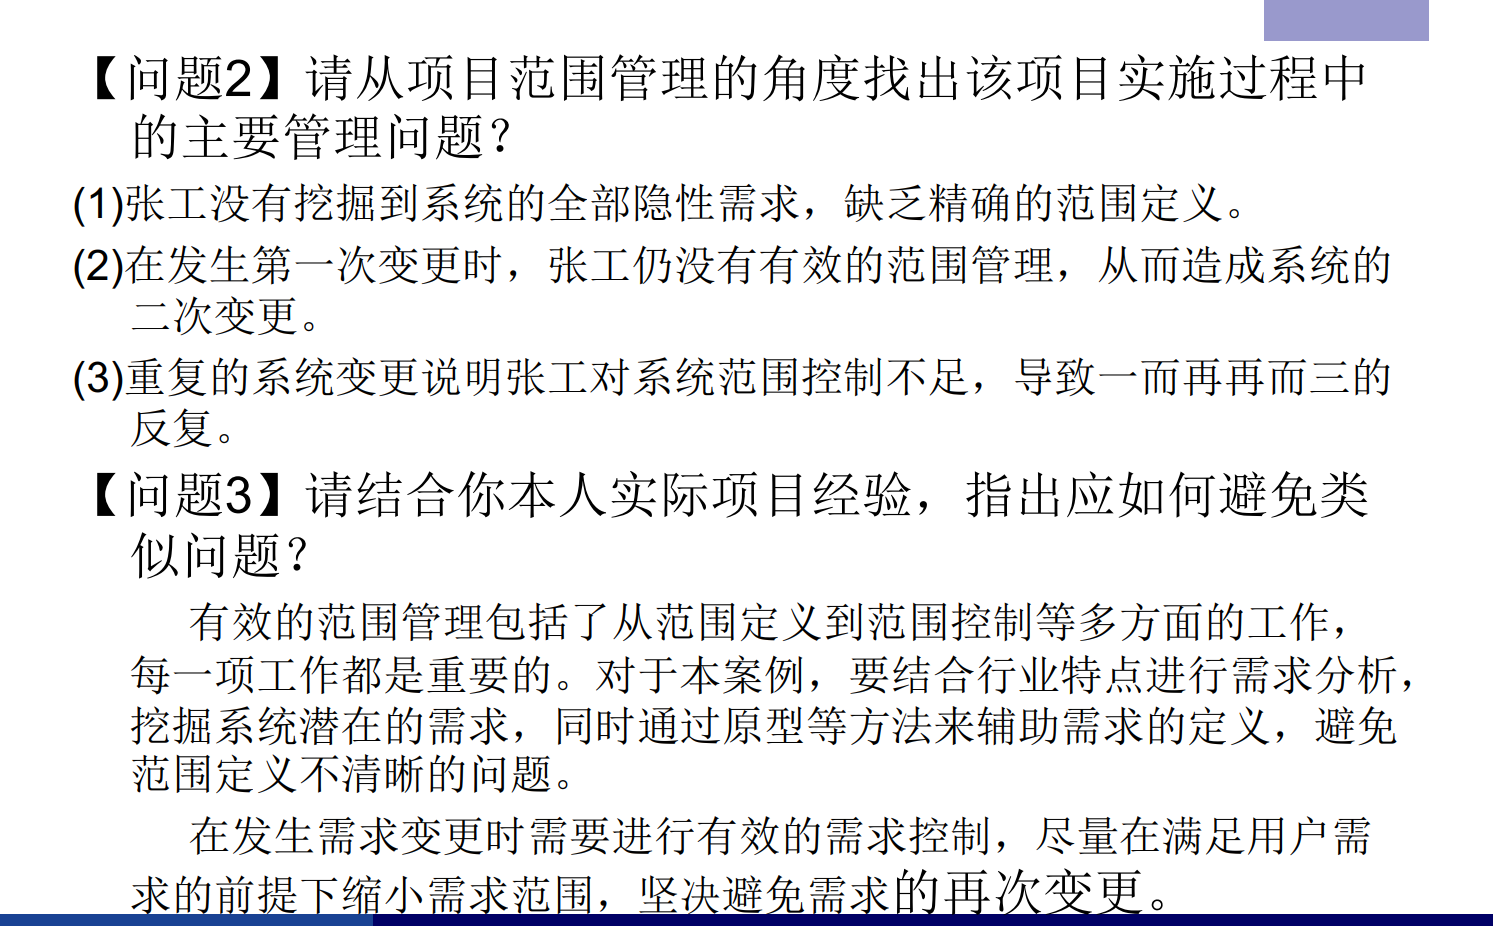 【问题2】请从项目范围管理的角度找出该项目实施过程中
的主要管理问题？
(1)张工没有挖掘到系统的全部隐性需求，缺乏精确的范围定义。
(2)在发生第一次变更时，张工仍没有有效的范围管理，从而造成系统的
二次变更。
(3)重复的系统变更说明张工对系统范围控制不足，导致一而再再而三的
反复。
【问题3】请结合你本人实际项目经验，指出应如何避免类
似问题？
有效的范围管理包括了从范围定义到范围控制等多方面的工作，
每一项工作都是重要的。对于本案例，要结合行业特点进行需求分析，
挖掘系统潜在的需求，同时通过原型等方法来辅助需求的定义，避免
范围定义不清晰的问题。
在发生需求变更时需要进行有效的需求控制，尽量在满足用户需
求的前提下缩小需求范围，坚决避免需求的再次变更。